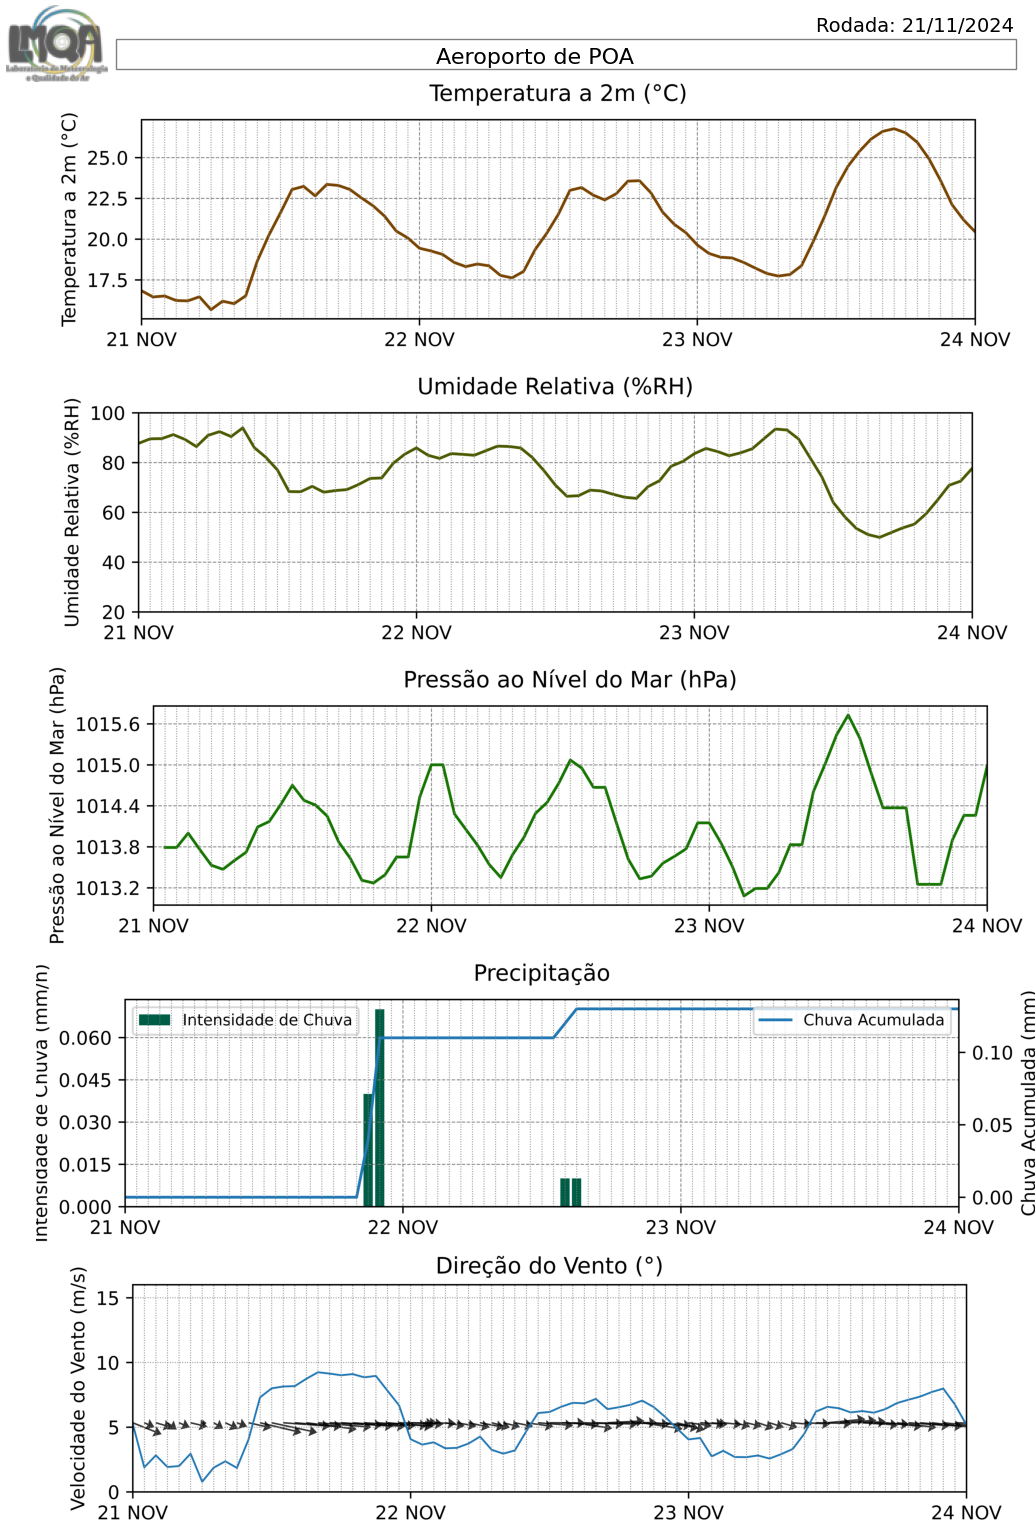 Rodada: 21/11/2024
LMQA
Laboratório de Meteorologia
e Qualidade do Ar
Aeroporto de POA
Temperatura a 2m (°C)
Temperatura a 2m (°C)
25.0
22.5
20.0
17.5
21 NOV 22 NOV 23 NOV 24 NOV
Umidade Relativa (%RH)
Umidade Relativa (%RH)
100
80
60
40
20
21 NOV 22 NOV 23 NOV 24 NOV
Pressão ao Nível do Mar (hPa)
Pressão ao Nível do Mar (hPa)
1015.6
1015.0
1014.4
1013.8
1013.2
21 NOV 22 NOV 23 NOV 24 NOV
Precipitação
Intensidade de Chuva (mm/h)
Intensidade de Chuva
Chuva Acumulada
0.060
0.045
0.030
0.015
0.000
0.10
0.05
0.00
Chuva Acumulada (mm)
21 NOV 22 NOV 23 NOV 24 NOV
Direção do Vento (°)
Velocidade do Vento (m/s)
15
10
5
0
21 NOV 22 NOV 23 NOV 24 NOV